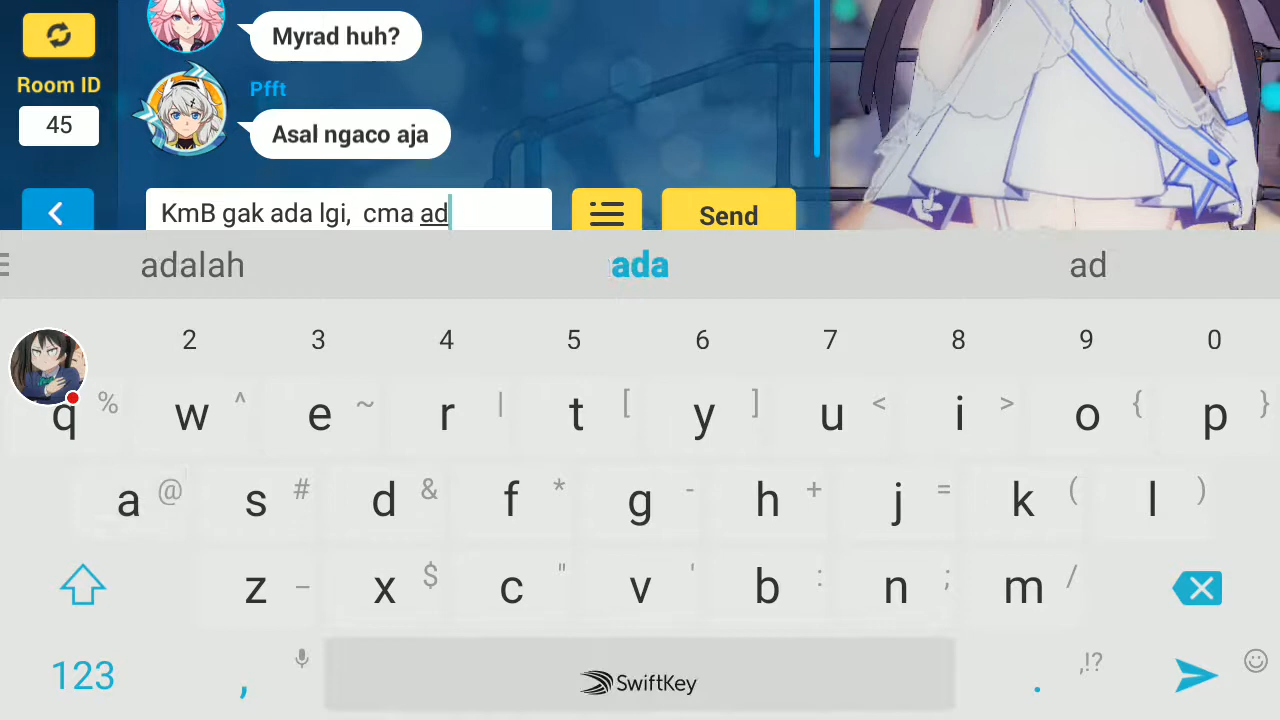 Myrad huh?
Room ID
Pfft
45
Asal ngaco aja
KmB gak ada lgi,  cma ad
Send
adalah ada ad
2 3 4 5 6 7 8 9 0
q % w ^ e ~ r | t [ y ] u < i > o { p }
a @ s # d & f * g - h + j = k ( l )
z _ x $ c " v ' b : n ; m /
123 , SwiftKey . ,!?